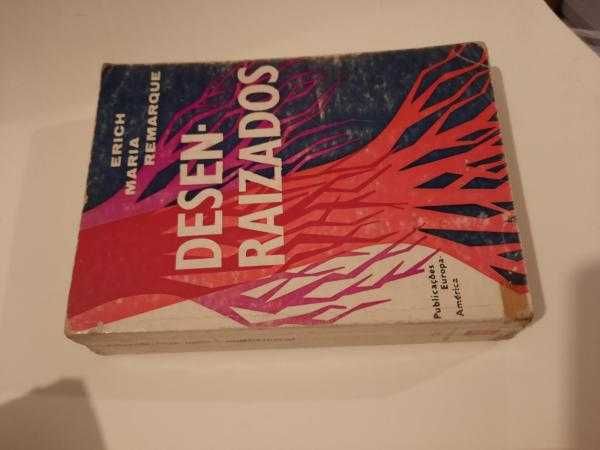 ERICH
MARIA
REMARQUE
DESEN-
RAIZADOS
Publicações
Europa-
América